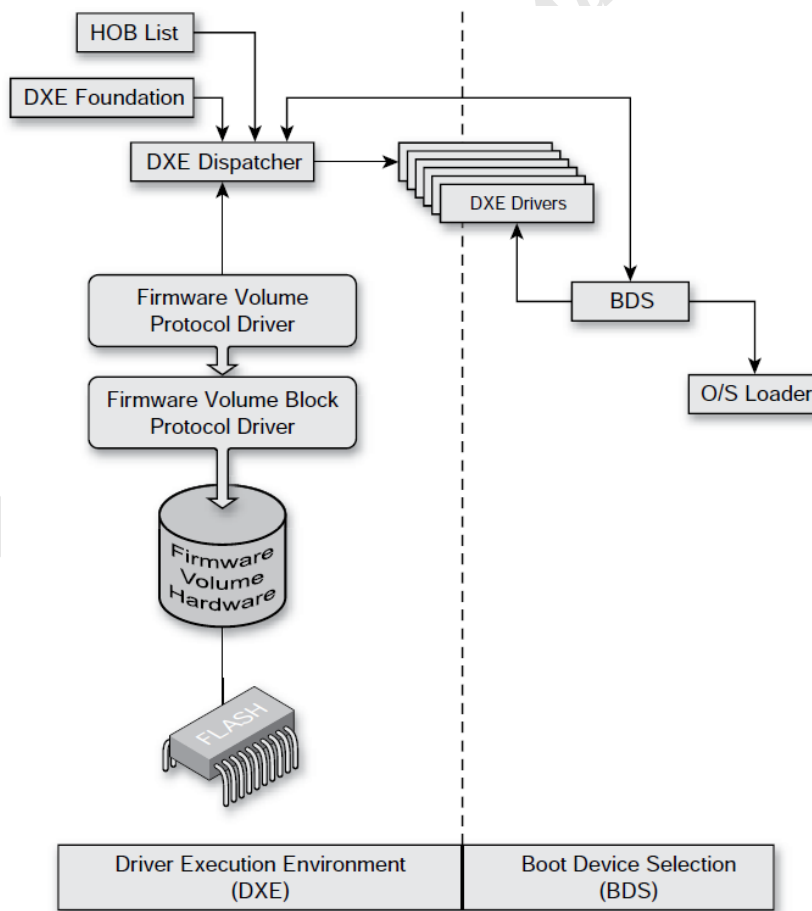 HOB List
DXE Foundation
DXE Dispatcher
DXE Drivers
Firmware Volume
Protocol Driver
BDS
Firmware Volume Block
Protocol Driver
O/S Loader
Firmware
Volume
Hardware
FLASH
Driver Execution Environment
(DXE)
Boot Device Selection
(BDS)